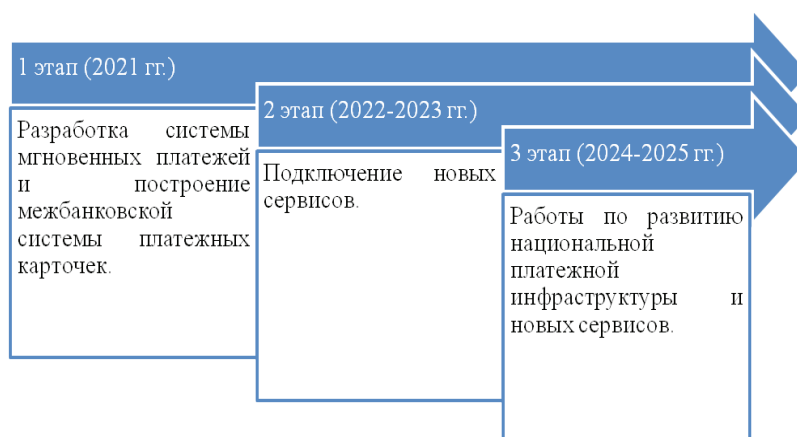 1 этап (2021 гг.)
Разработка системы
мгновенных платежей
и построение
межбанковской
системы платежных
карточек.
2 этап (2022-2023 гг.)
Подключение новых
сервисов.
3 этап (2024-2025 гг.)
Работы по развитию
национальной
платежной
инфраструктуры и
новых сервисов.